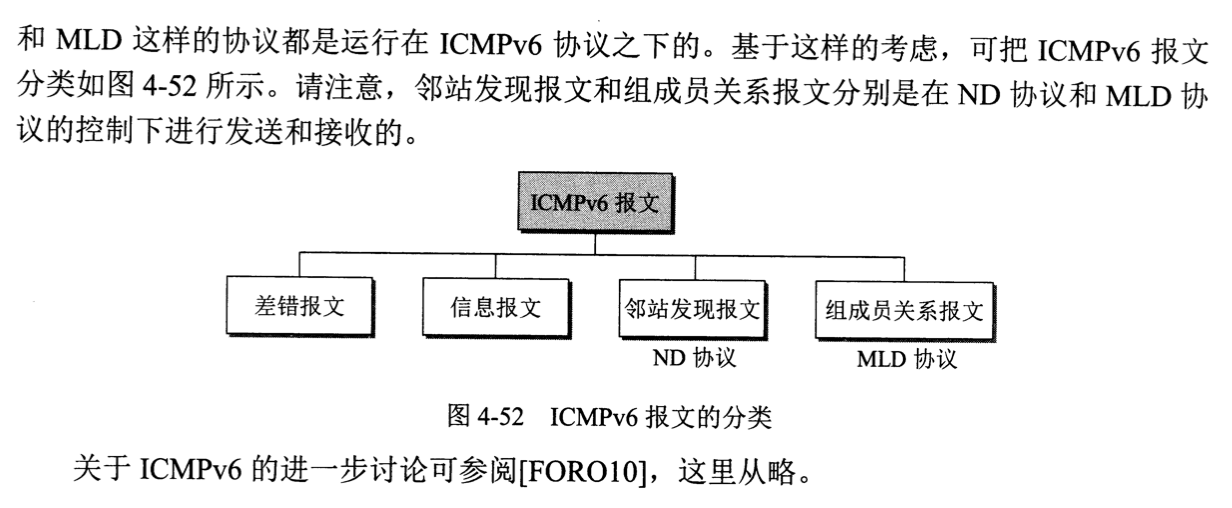 和 MLD 这样的协议都是运行在 ICMPv6 协议之下的。基于这样的考虑，可把 ICMPv6 报文
分类如图 4-52 所示。请注意，邻站发现报文和组成员关系报文分别是在 ND 协议和 MLD 协
议的控制下进行发送和接收的。
ICMPv6 报文
差错报文
信息报文
邻站发现报文
组成员关系报文
ND 协议
MLD 协议
图 4-52 ICMPv6 报文的分类
关于 ICMPv6 的进一步讨论可参阅[FORO10]，这里从略。